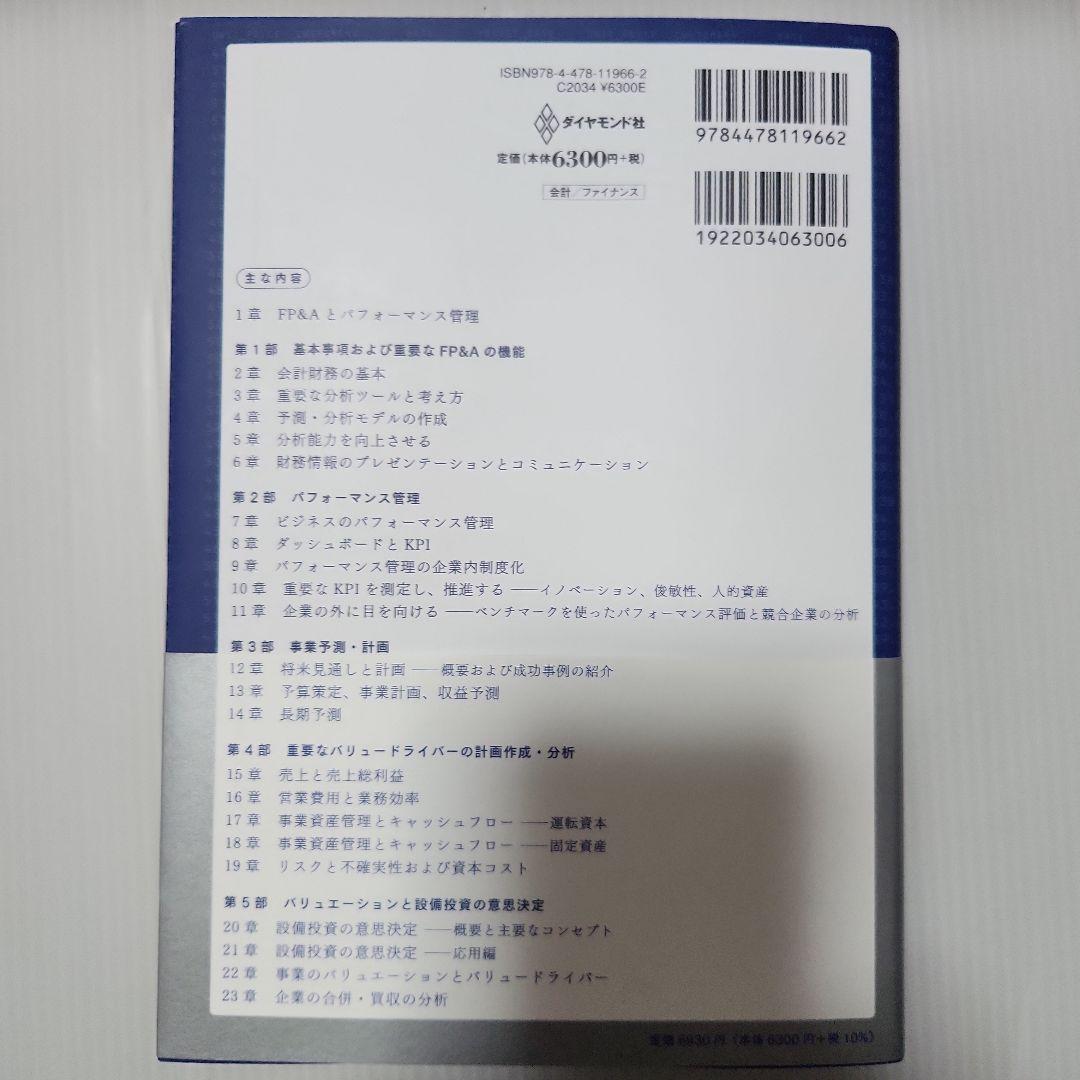 ISBN978-4-478-11966-2
C2034 ¥6300E
ダイヤモンド社
定価(本体6300円+税)
会計/ファイナンス
9784478119662
1922034063006
主な内容
1章 FP&Aとパフォーマンス管理
第1部 基本事項および重要なFP&Aの機能
2章 会計財務の基本
3章 重要な分析ツールと考え方
4章 予測・分析モデルの作成
5章 分析能力を向上させる
6章 財務情報のプレゼンテーションとコミュニケーション
第2部 パフォーマンス管理
7章 ビジネスのパフォーマンス管理
8章 ダッシュボードとKPI
9章 パフォーマンス管理の企業内制度化
10章 重要なKPIを測定し、推進する ――イノベーション、俊敏性、人的資産
11章 企業の外に目を向ける ――ベンチマークを使ったパフォーマンス評価と競合企業の分析
第3部 事業予測・計画
12章 将来見通しと計画 ――概要および成功事例の紹介
13章 予算策定、事業計画、収益予測
14章 長期予測
第4部 重要なバリュードライバーの計画作成・分析
15章 売上と売上総利益
16章 営業費用と業務効率
17章 事業資産管理とキャッシュフロー ――運転資本
18章 事業資産管理とキャッシュフロー ――固定資産
19章 リスクと不確実性および資本コスト
第5部 バリュエーションと設備投資の意思決定
20章 設備投資の意思決定 ――概要と主要なコンセプト
21章 設備投資の意思決定 ――応用編
22章 事業のバリュエーションとバリュードライバー
23章 企業の合併・買収の分析
定価6930円(本体6300円+税10%)